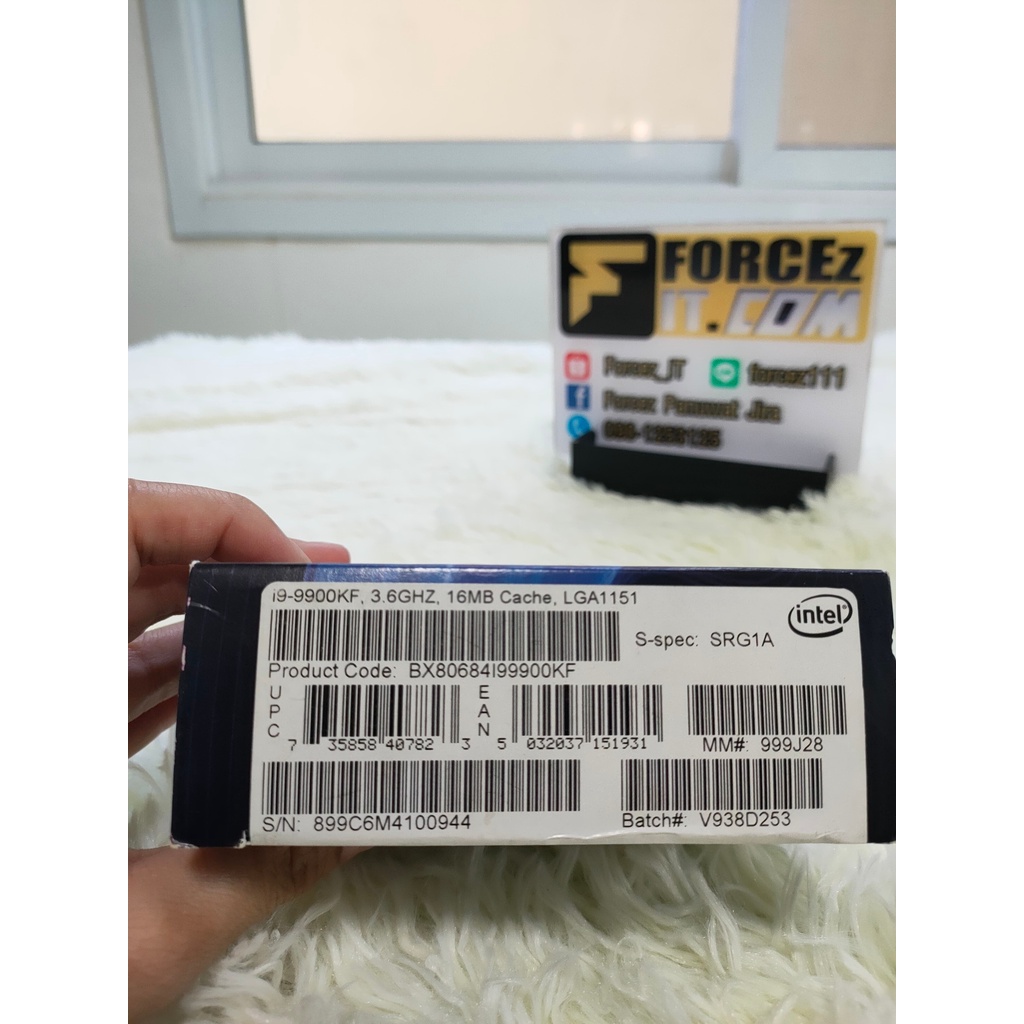 FORCEz
IT.COM
Forcez_IT
forcez111
Forcez Panuwat Jira
i9-9900KF, 3.6GHZ, 16MB Cache, LGA1151
intel
S-spec: SRG1A
Product Code: BX80684I99900KF
UPC
7 35858 40782 3
EAN
5 032037 151931
MM#: 999J28
S/N: 899C6M4100944
Batch#: V938D253